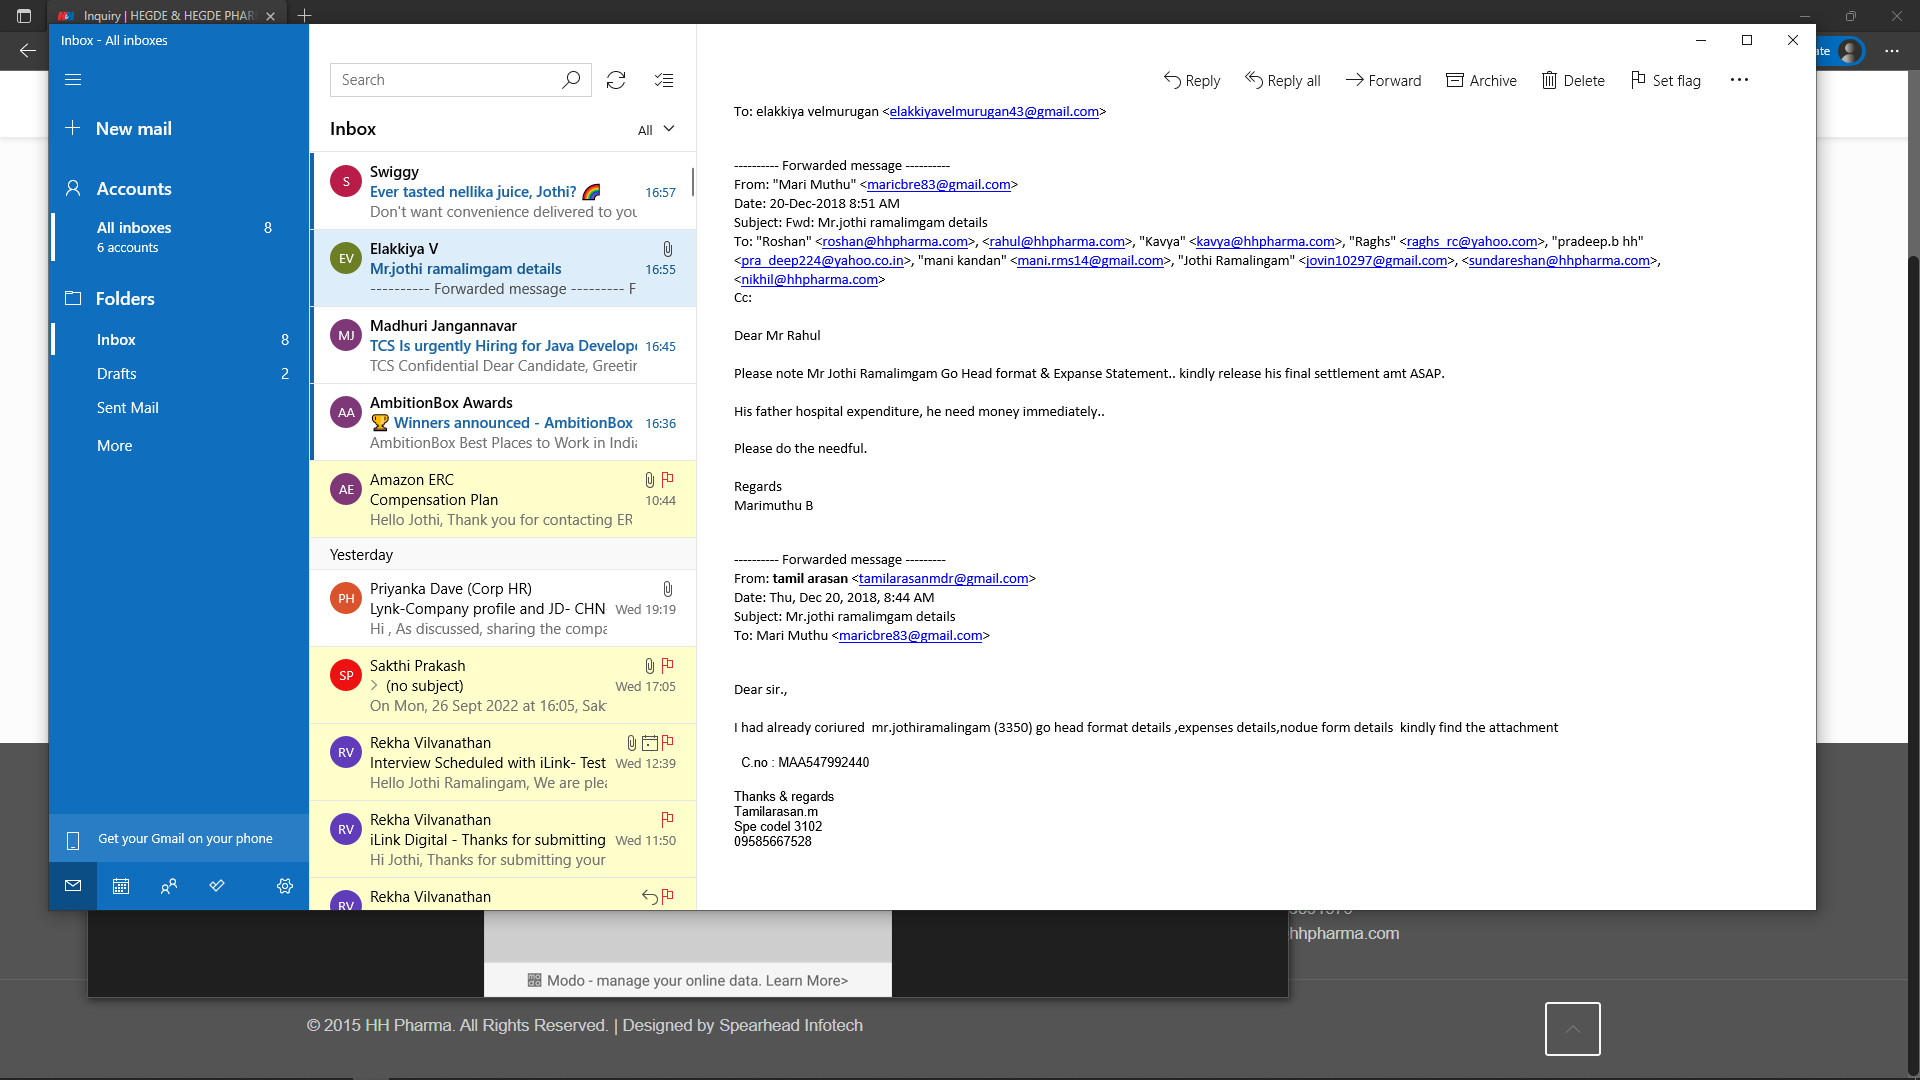 Inquiry | HEGDE & HEGDE PHAR
Inbox - All inboxes
New mail
Accounts
All inboxes 8
6 accounts
Folders
Inbox 8
Drafts 2
Sent Mail
More
Get your Gmail on your phone
Search
Inbox All
S Swiggy
Ever tasted nellika juice, Jothi? 🌈 16:57
Don't want convenience delivered to you
EV Elakkiya V
Mr.jothi ramalimgam details 16:55
---------- Forwarded message --------- F
MJ Madhuri Jangannavar
TCS Is urgently Hiring for Java Develope 16:45
TCS Confidential Dear Candidate, Greetin
AA AmbitionBox Awards
🏆 Winners announced - AmbitionBox 16:36
AmbitionBox Best Places to Work in India
AE Amazon ERC
Compensation Plan 10:44
Hello Jothi, Thank you for contacting ER
Yesterday
PH Priyanka Dave (Corp HR)
Lynk-Company profile and JD- CHN Wed 19:19
Hi , As discussed, sharing the compa
SP Sakthi Prakash
> (no subject) Wed 17:05
On Mon, 26 Sept 2022 at 16:05, Sak
RV Rekha Vilvanathan
Interview Scheduled with iLink- Test Wed 12:39
Hello Jothi Ramalingam, We are plea
RV Rekha Vilvanathan
iLink Digital - Thanks for submitting Wed 11:50
Hi Jothi, Thanks for submitting your
RV Rekha Vilvanathan
Reply Reply all Forward Archive Delete Set flag
To: elakkiya velmurugan <elakkiyavelmurugan43@gmail.com>
---------- Forwarded message ----------
From: "Mari Muthu" <maricbre83@gmail.com>
Date: 20-Dec-2018 8:51 AM
Subject: Fwd: Mr.jothi ramalimgam details
To: "Roshan" <roshan@hhpharma.com>, <rahul@hhpharma.com>, "Kavya" <kavya@hhpharma.com>, "Raghs" <raghs_rc@yahoo.com>, "pradeep.b hh"
<pra_deep224@yahoo.co.in>, "mani kandan" <mani.rms14@gmail.com>, "Jothi Ramalingam" <jovin10297@gmail.com>, <sundareshan@hhpharma.com>,
<nikhil@hhpharma.com>
Cc:
Dear Mr Rahul
Please note Mr Jothi Ramalimgam Go Head format & Expanse Statement.. kindly release his final settlement amt ASAP.
His father hospital expenditure, he need money immediately..
Please do the needful.
Regards
Marimuthu B
---------- Forwarded message ---------
From: tamil arasan <tamilarasanmdr@gmail.com>
Date: Thu, Dec 20, 2018, 8:44 AM
Subject: Mr.jothi ramalimgam details
To: Mari Muthu <maricbre83@gmail.com>
Dear sir.,
I had already coriured mr.jothiramalingam (3350) go head format details ,expenses details,nodue form details kindly find the attachment
C.no : MAA547992440
Thanks & regards
Tamilarasan.m
Spe codel 3102
09585667528
hhpharma.com
Modo - manage your online data. Learn More>
© 2015 HH Pharma. All Rights Reserved. | Designed by Spearhead Infotech